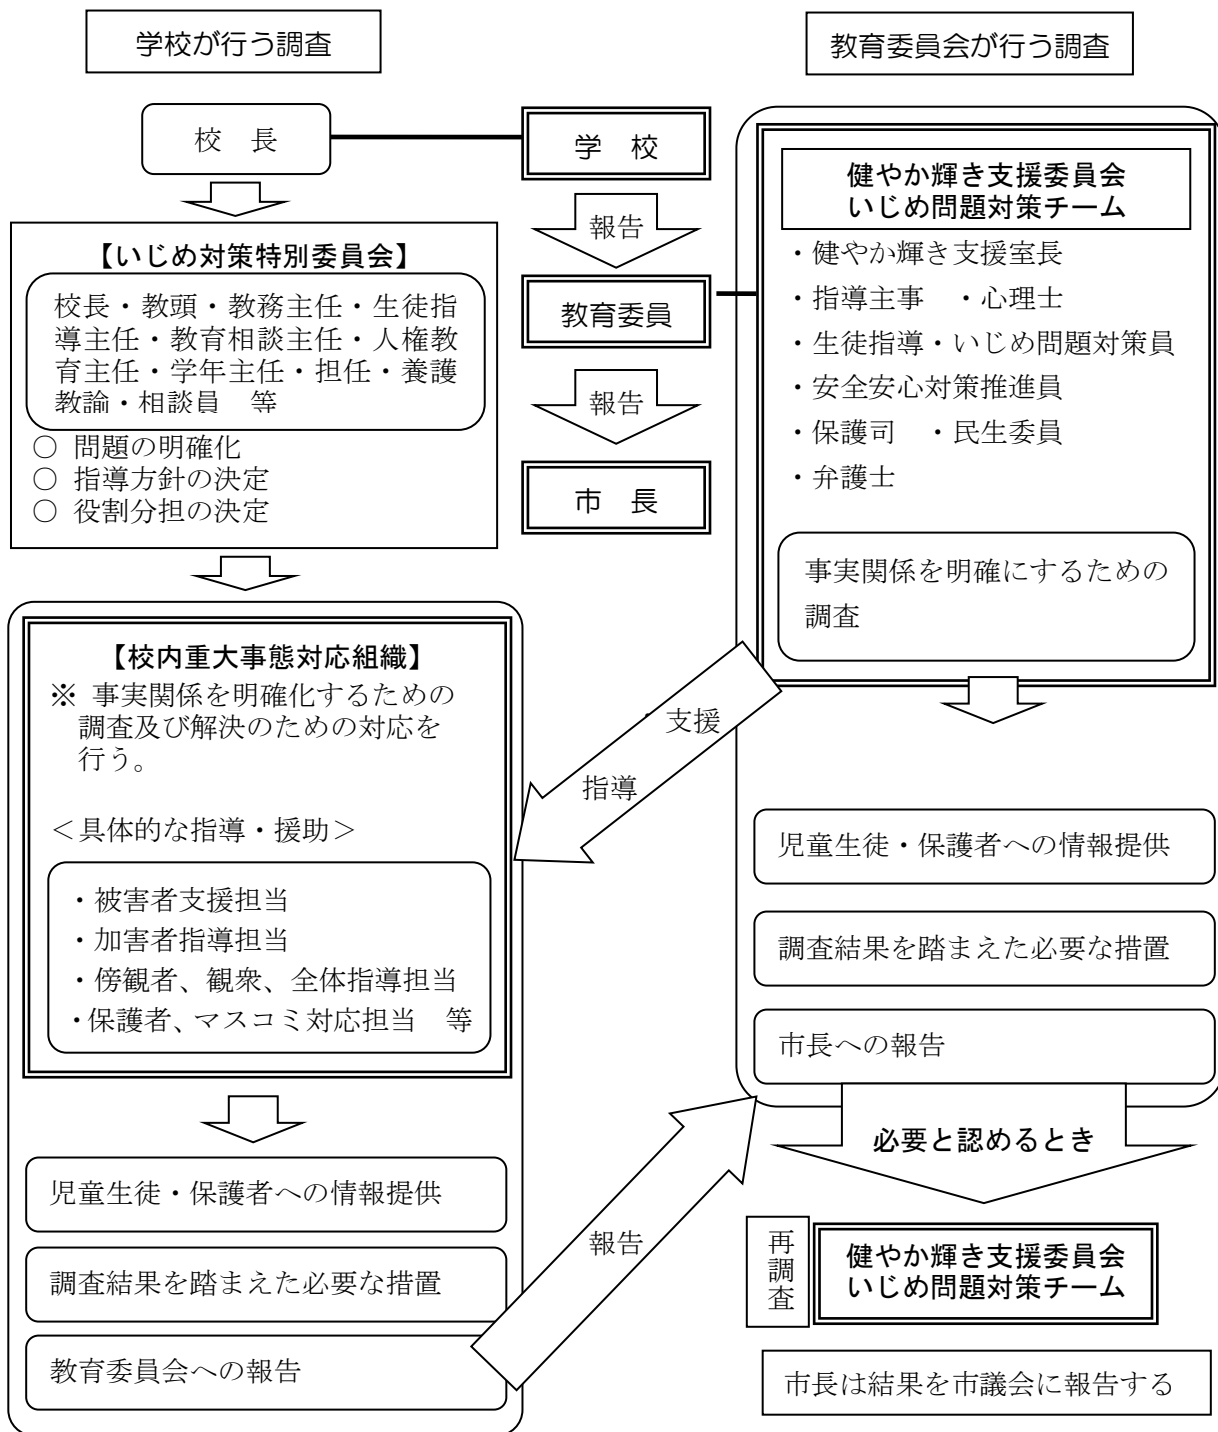 学校が行う調査
教育委員会が行う調査
校　長
学　校
報告
教育委員
報告
市　長
【いじめ対策特別委員会】
校長・教頭・教務主任・生徒指
導主任・教育相談主任・人権教
育主任・学年主任・担任・養護
教諭・相談員　等
○ 問題の明確化
○ 指導方針の決定
○ 役割分担の決定
健やか輝き支援委員会
いじめ問題対策チーム
・健やか輝き支援室長
・指導主事　・心理士
・生徒指導・いじめ問題対策員
・安全安心対策推進員
・保護司　・民生委員
・弁護士
事実関係を明確にするための
調査
【校内重大事態対応組織】
※ 事実関係を明確化するための
調査及び解決のための対応を
行う。
＜具体的な指導・援助＞
・被害者支援担当
・加害者指導担当
・傍観者、観衆、全体指導担当
・保護者、マスコミ対応担当　等
支援
指導
児童生徒・保護者への情報提供
調査結果を踏まえた必要な措置
教育委員会への報告
報告
児童生徒・保護者への情報提供
調査結果を踏まえた必要な措置
市長への報告
必要と認めるとき
再調査
健やか輝き支援委員会
いじめ問題対策チーム
市長は結果を市議会に報告する